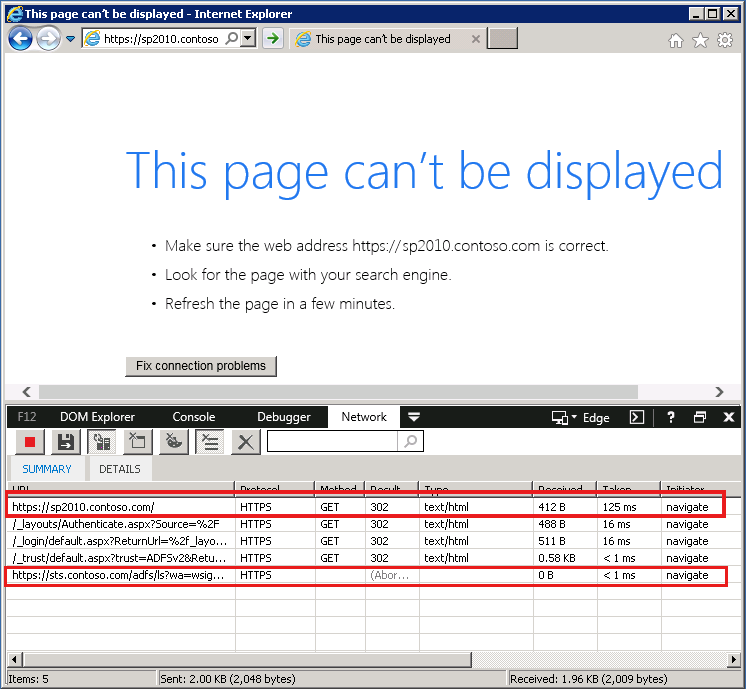 This page can't be displayed - Internet Explorer
https://sp2010.contoso
This page can't be displayed
This page can't be displayed
• Make sure the web address https://sp2010.contoso.com is correct.
• Look for the page with your search engine.
• Refresh the page in a few minutes.
Fix connection problems
F12 DOM Explorer Console Debugger Network Edge ?
SUMMARY DETAILS
URL Protocol Method Result Type Received Taken Initiator
https://sp2010.contoso.com/ HTTPS GET 302 text/html 412 B 125 ms navigate
/_layouts/Authenticate.aspx?Source=%2F HTTPS GET 302 text/html 488 B 16 ms navigate
/_login/default.aspx?ReturnUrl=%2f_layo... HTTPS GET 302 text/html 511 B 16 ms navigate
/_trust/default.aspx?trust=ADFSv2&Retu... HTTPS GET 302 text/html 0.58 KB < 1 ms navigate
https://sts.contoso.com/adfs/ls?wa=wsig... HTTPS (Abor... 0 B < 1 ms navigate
Items: 5 Sent: 2.00 KB (2,048 bytes) Received: 1.96 KB (2,009 bytes)